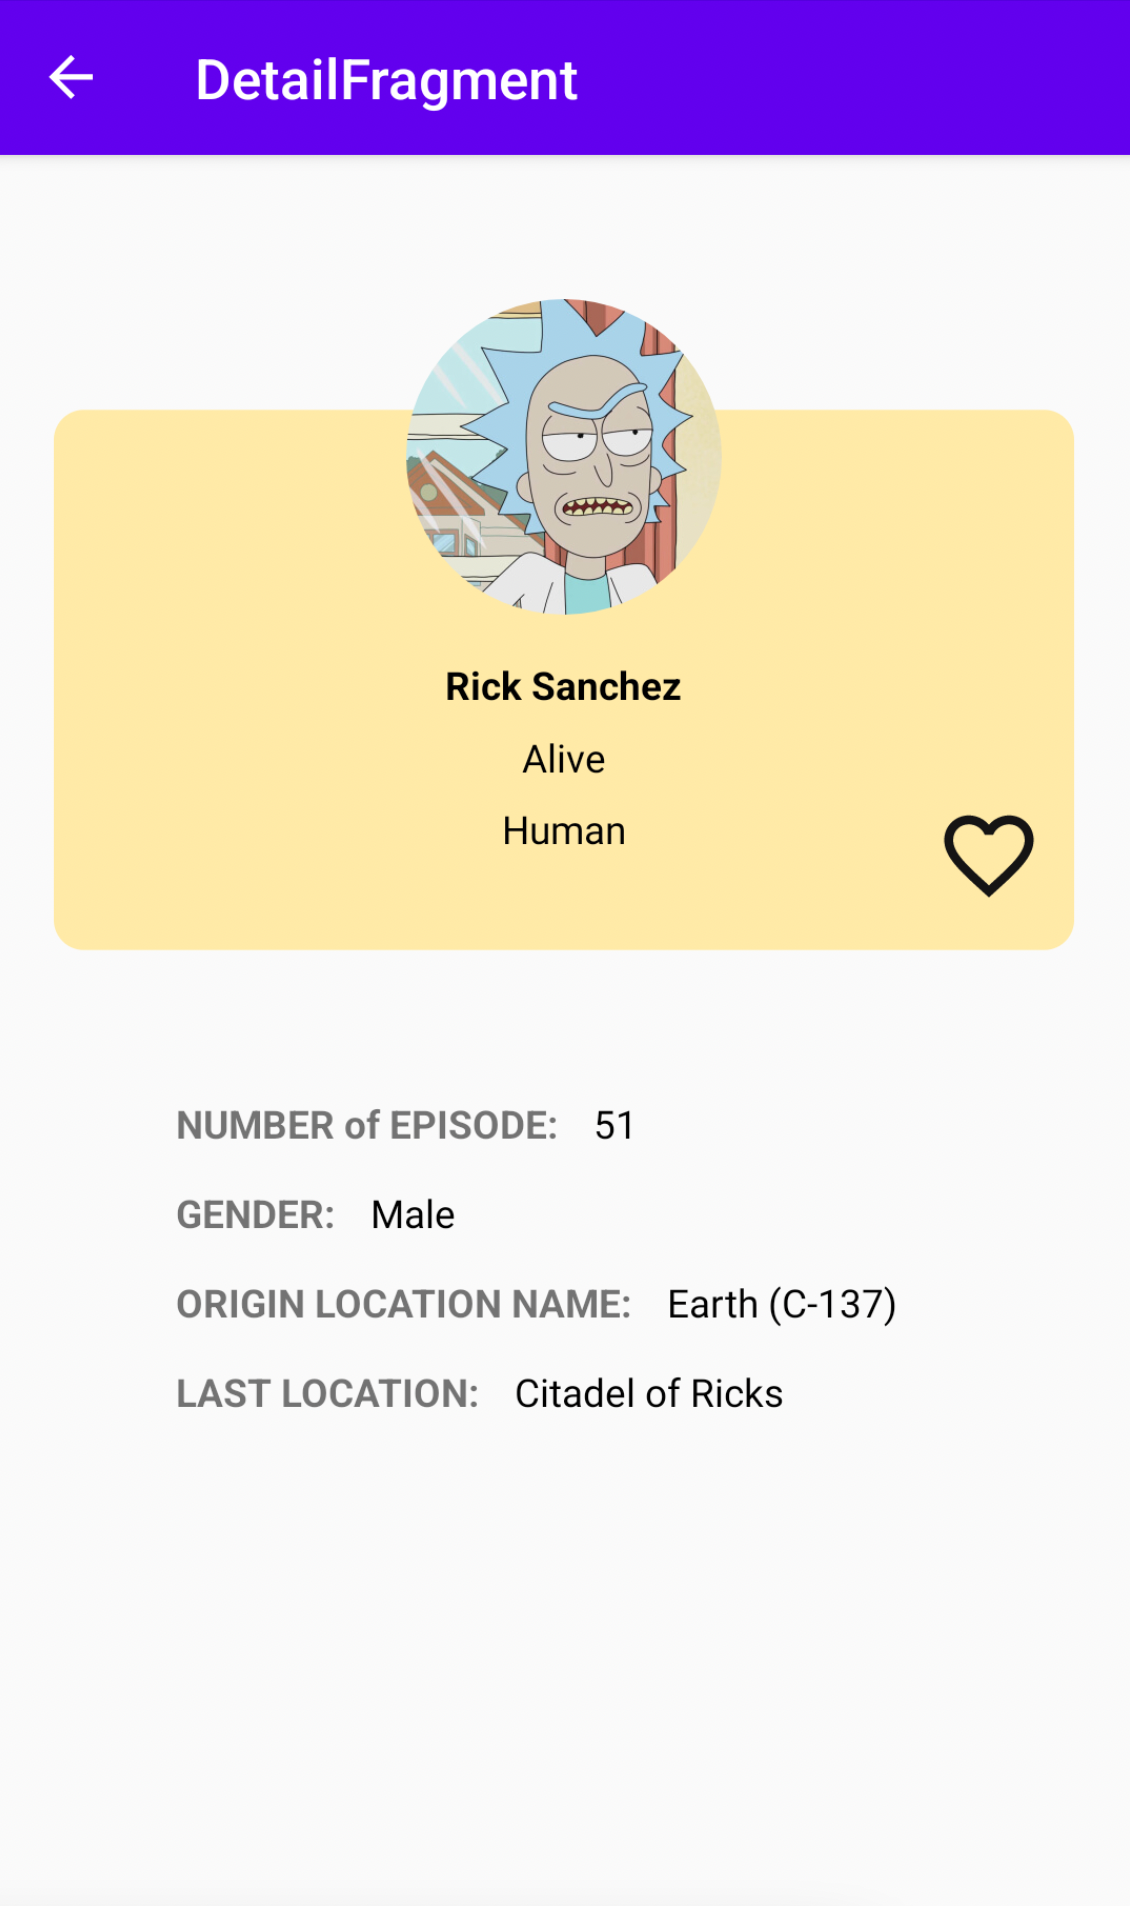 DetailFragment
Rick Sanchez
Alive
Human
NUMBER of EPISODE: 51
GENDER: Male
ORIGIN LOCATION NAME: Earth (C-137)
LAST LOCATION: Citadel of Ricks